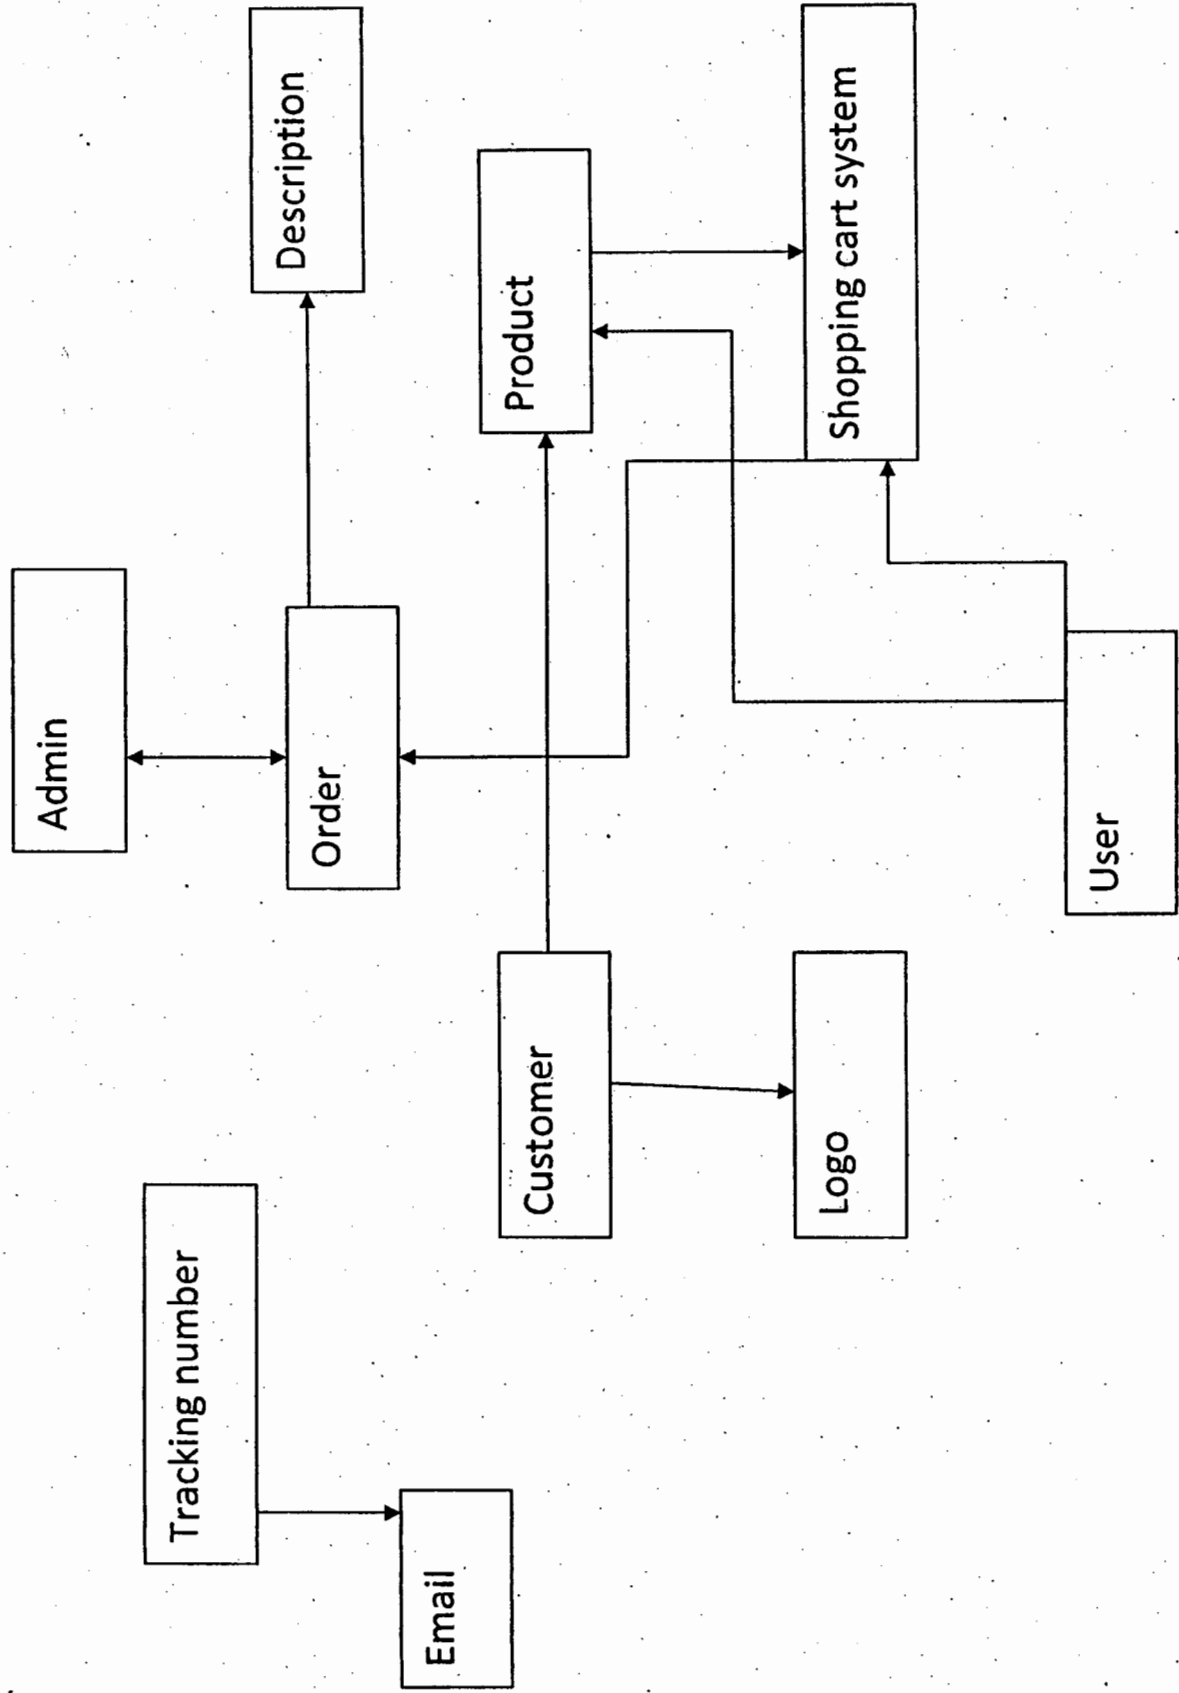 Tracking number
Email
Customer
Logo
Admin
Order
User
Description
Product
Shopping cart system